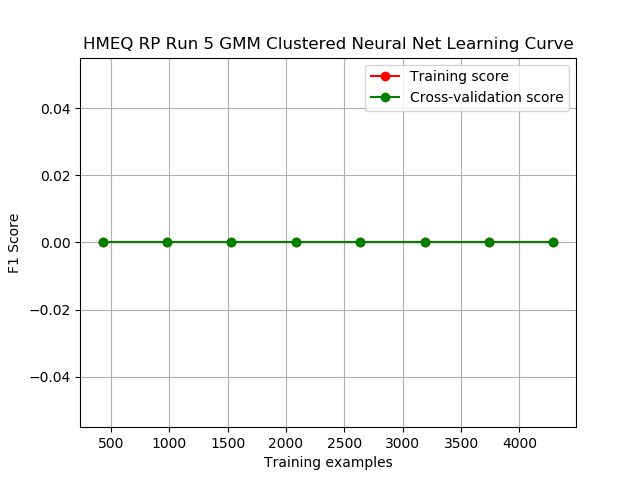 HMEQ RP Run 5 GMM Clustered Neural Net Learning Curve
Training score
Cross-validation score
0.04
0.02
0.00
−0.02
−0.04
F1 Score
500 1000 1500 2000 2500 3000 3500 4000
Training examples